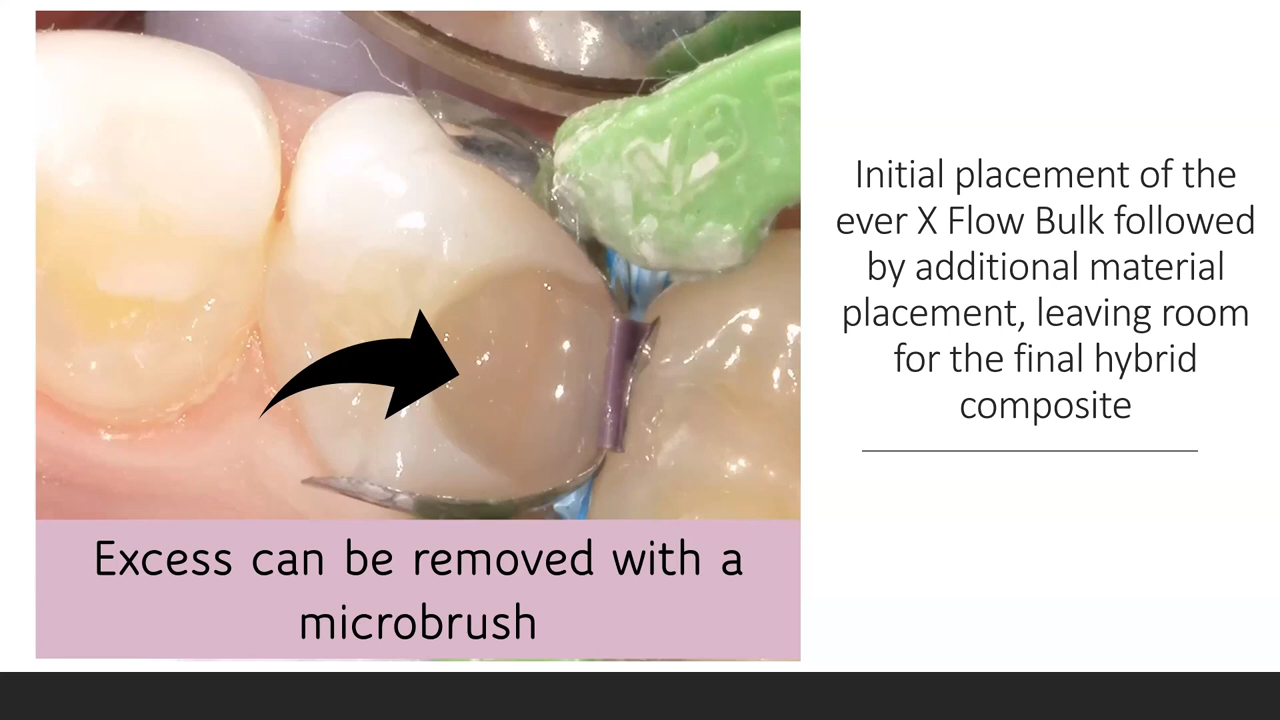 Initial placement of the
ever X Flow Bulk followed
by additional material
placement, leaving room
for the final hybrid
composite
Excess can be removed with a
microbrush